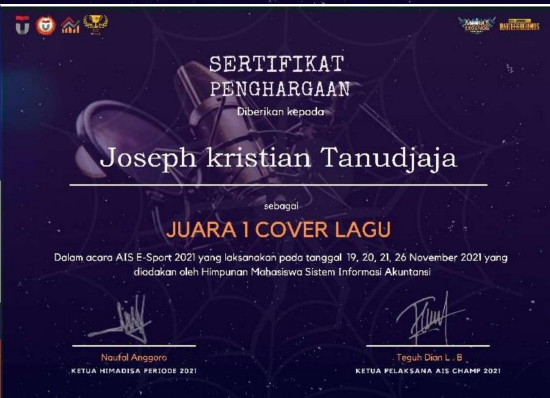 SERTIFIKAT
PENGHARGAAN
Diberikan kepada
Joseph kristian Tanudjaja
sebagai
JUARA 1 COVER LAGU
Dalam acara AIS E-Sport 2021 yang laksanakan pada tanggal 19, 20, 21, 26 November 2021 yang
diadakan oleh Himpunan Mahasiswa Sistem Informasi Akuntansi
Naufal Anggoro
KETUA HIMADISA PERIODE 2021
Teguh Dian L . B
KETUA PELAKSANA AIS CHAMP 2021